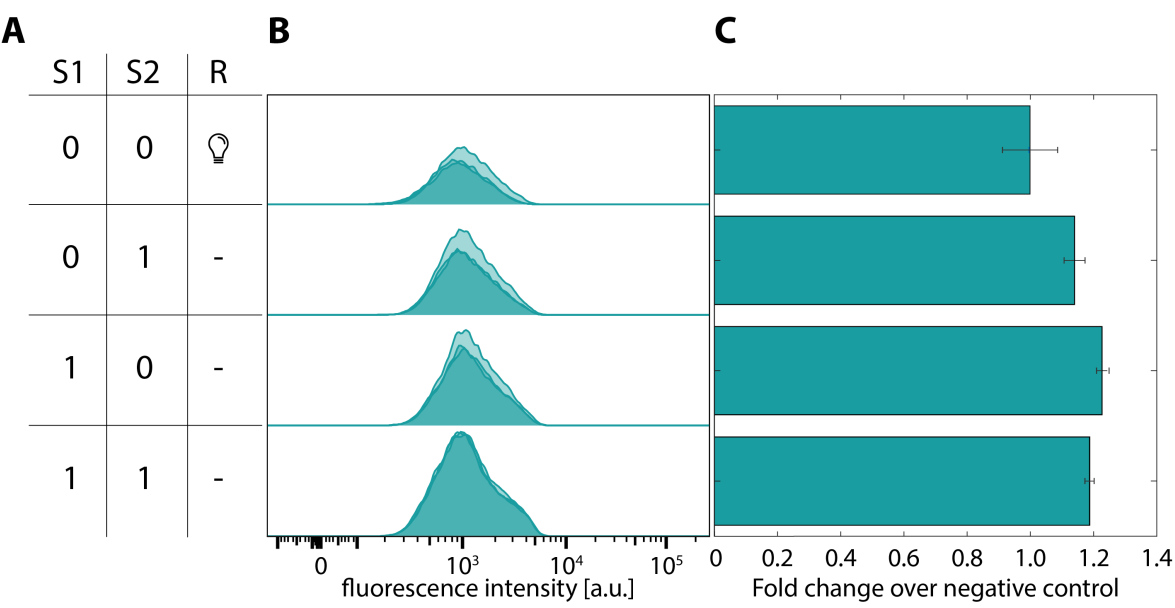 A
B
C
S1 S2 R
0 0
0 1 -
1 0 -
1 1 -
0 10³ 10⁴ 10⁵
fluorescence intensity [a.u.]
0 0.2 0.4 0.6 0.8 1.0 1.2 1.4
Fold change over negative control